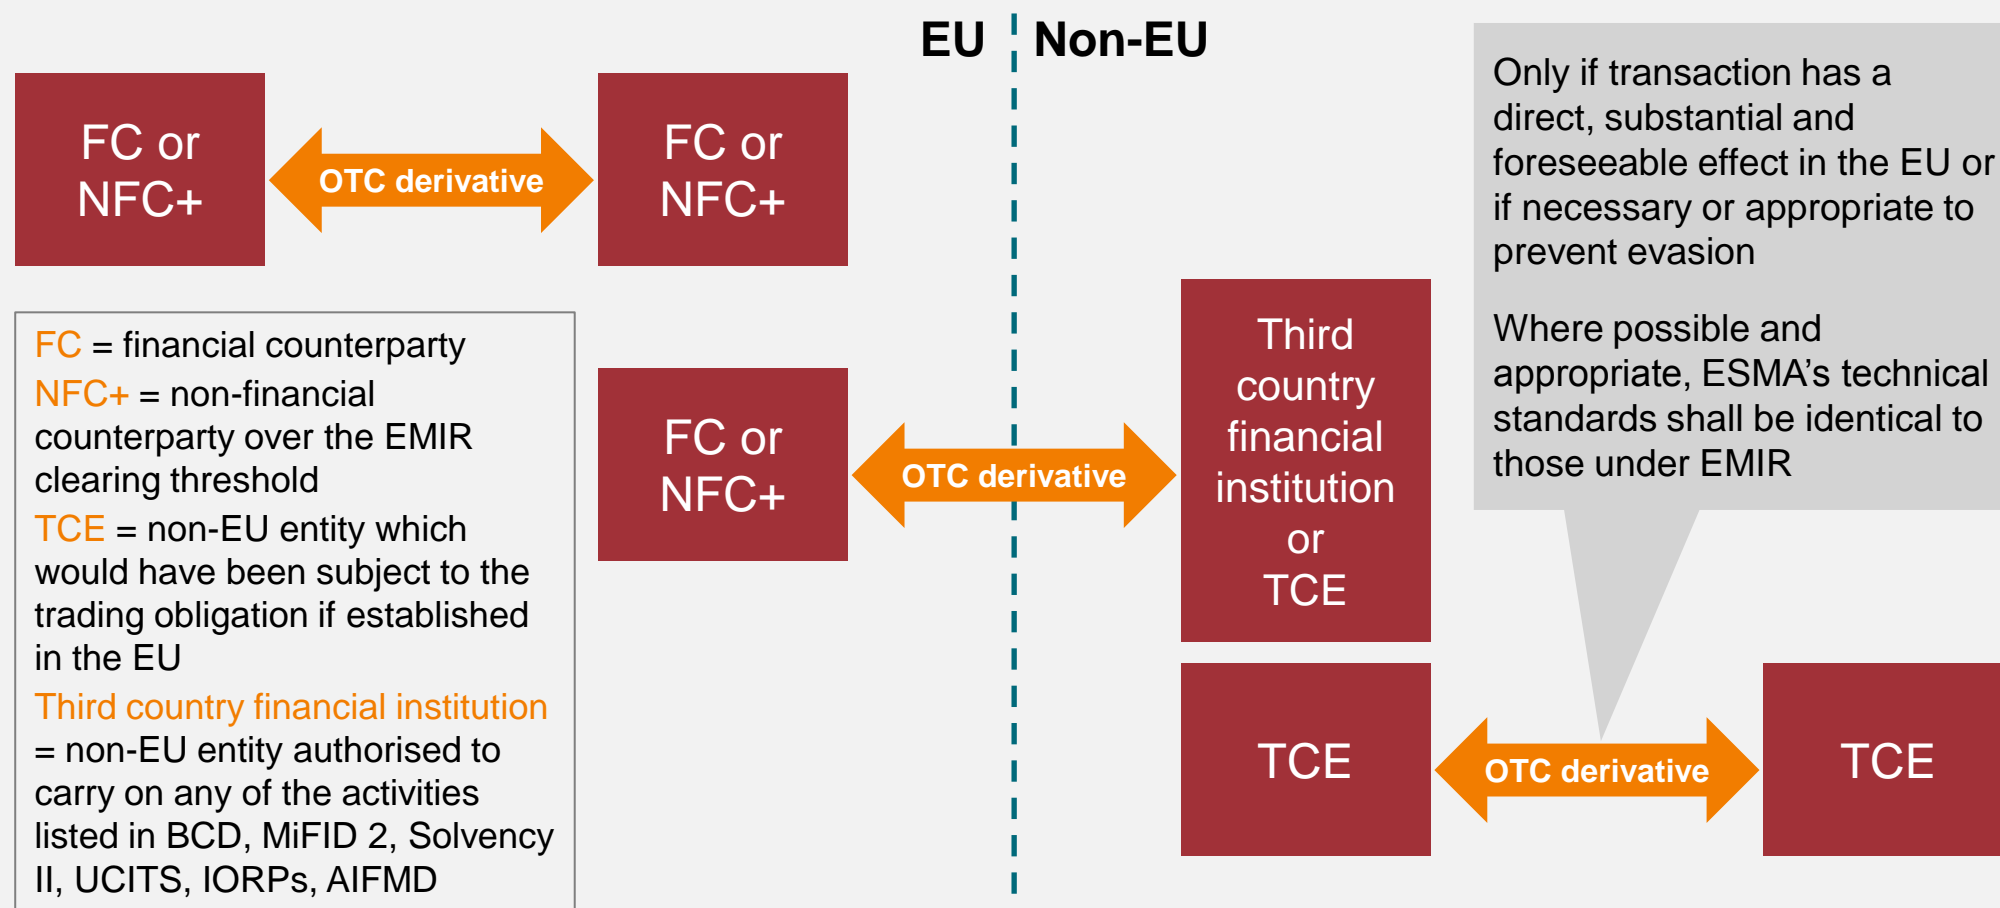 EU
Non-EU
FC or
NFC+
OTC derivative
FC or
NFC+
Only if transaction has a
direct, substantial and
foreseeable effect in the EU or
if necessary or appropriate to
prevent evasion
Where possible and
appropriate, ESMA’s technical
standards shall be identical to
those under EMIR
FC = financial counterparty
NFC+ = non-financial
counterparty over the EMIR
clearing threshold
TCE = non-EU entity which
would have been subject to the
trading obligation if established
in the EU
Third country financial institution
= non-EU entity authorised to
carry on any of the activities
listed in BCD, MiFID 2, Solvency
II, UCITS, IORPs, AIFMD
FC or
NFC+
OTC derivative
Third
country
financial
institution
or
TCE
TCE
OTC derivative
TCE